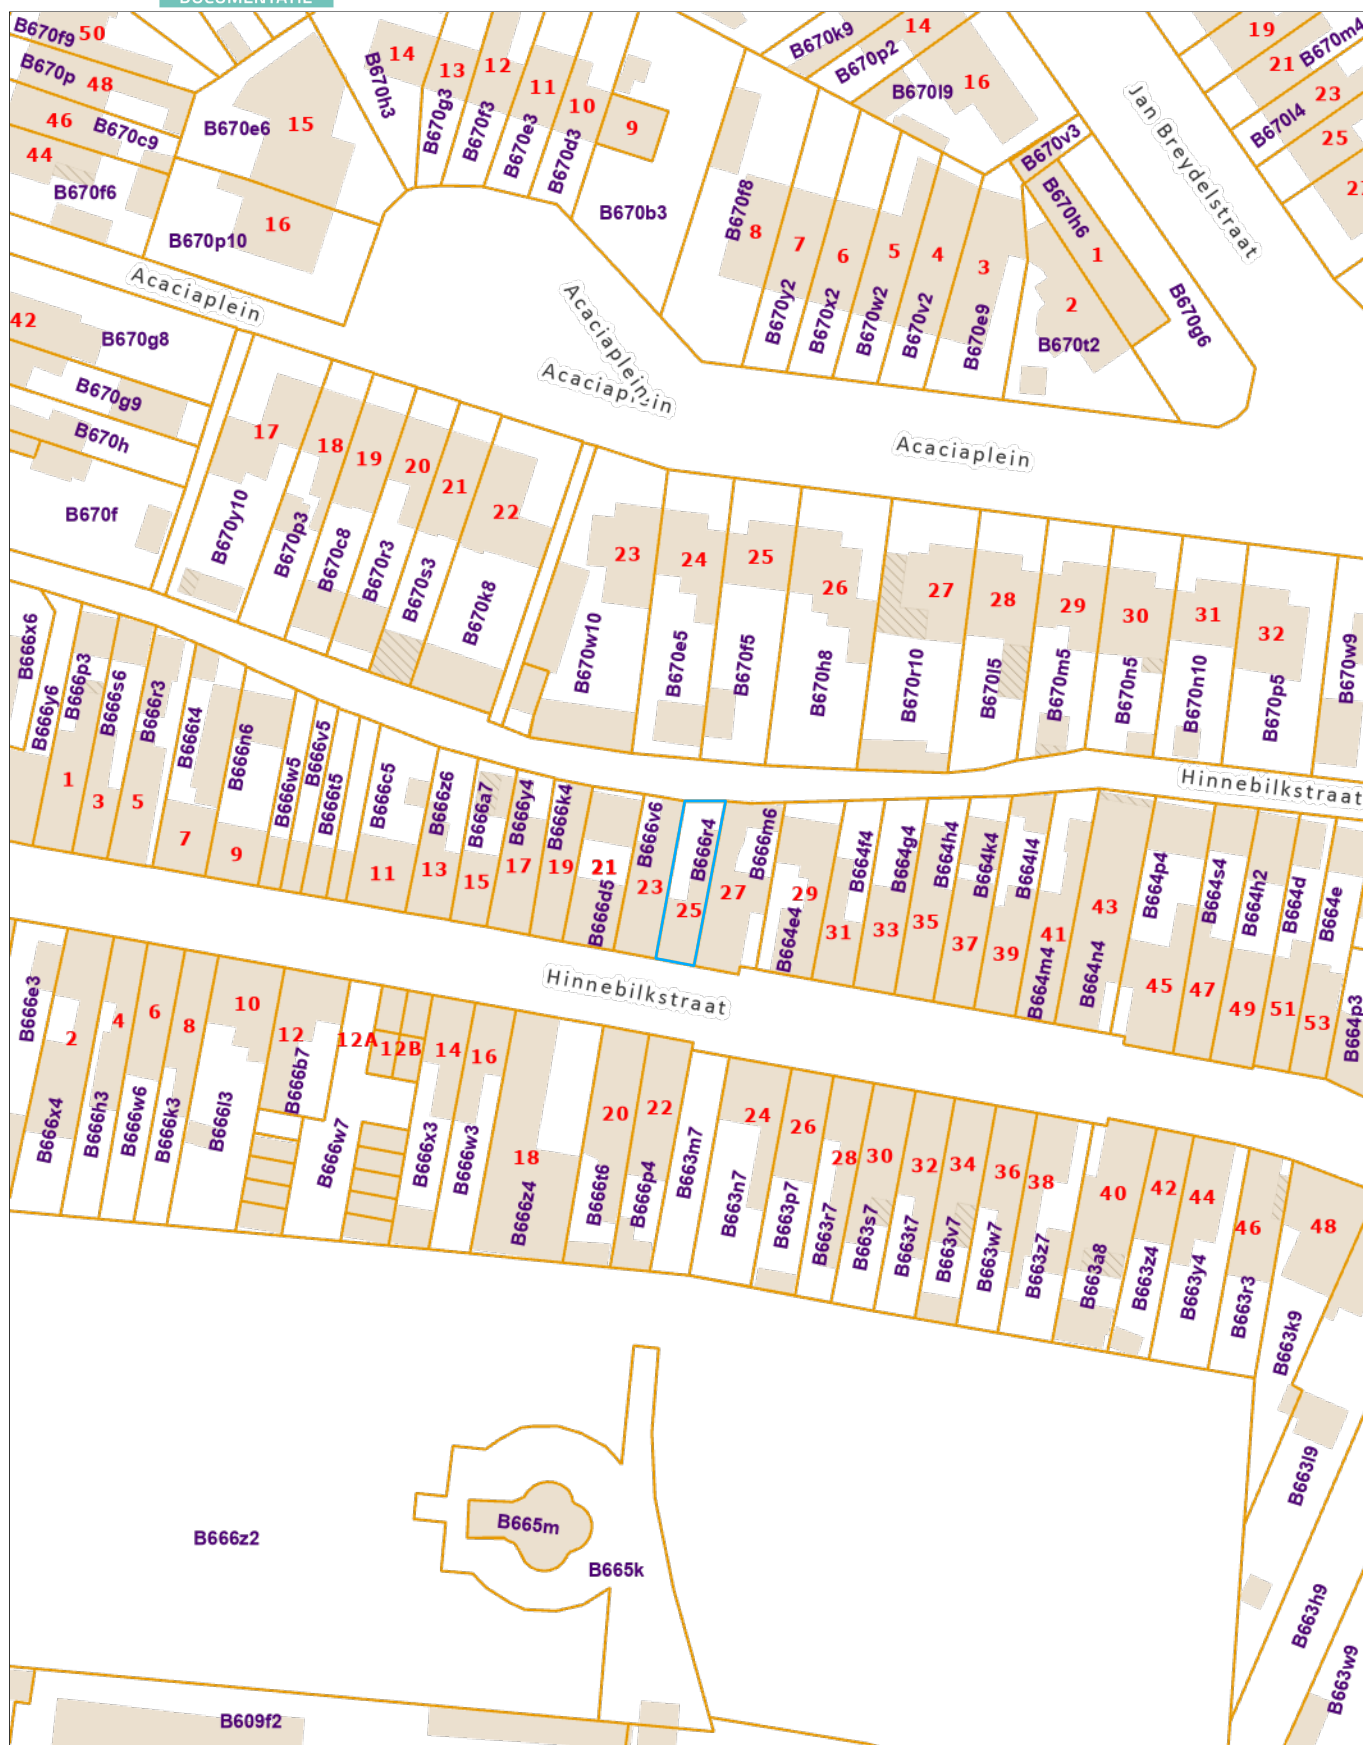 DOCUMENTATIE
B670f9
50
B670p
48
46
B670c9
44
B670f6
B670e6
15
B670p10
16
B670h3
14
13
B670g3
12
B670f3
11
B670e3
10
B670d3
9
B670b3
B670k9
14
B670p2
B670l9
16
B670v3
B670h6
1
2
B670t2
B670g6
Jan Breydelstraat
19
B670m4
21
23
B670l4
25
B670f8
8
7
6
5
4
3
B670y2
B670x2
B670w2
B670v2
B670e9
Acaciaplein
Acaciaplein
Acaciaplein
Acaciaplein
42
B670g8
B670g9
B670h
B670f
17
18
19
20
21
22
B670y10
B670p3
B670c8
B670r3
B670s3
B670k8
23
24
25
26
27
28
29
30
31
32
B670w10
B670e5
B670f5
B670h8
B670r10
B670l5
B670m5
B670n5
B670n10
B670p5
B670w9
Hinnebilkstraat
B666x6
B666y6
B666p3
B666s6
B666r3
B666t4
B666n6
B666w5
B666v5
B666t5
B666c5
B666z6
B666a7
B666y4
B666k4
B666d5
B666v6
B666r4
B666m6
B664e4
B664f4
B664g4
B664h4
B664k4
B664l4
B664m4
B664n4
B664p4
B664s4
B664h2
B664d
B664e
B664p3
1
3
5
7
9
11
13
15
17
19
21
23
25
27
29
31
33
35
37
39
41
43
45
47
49
51
53
Hinnebilkstraat
B666e3
2
4
6
8
10
12
12A
12B
14
16
18
20
22
24
26
28
30
32
34
36
38
40
42
44
46
48
B666x4
B666h3
B666w6
B666k3
B666l3
B666b7
B666w7
B666x3
B666w3
B666z4
B666t6
B666p4
B663m7
B663n7
B663p7
B663r7
B663s7
B663t7
B663v7
B663w7
B663z7
B663a8
B663z4
B663y4
B663r3
B663k9
B663l9
B663h9
B663w9
B666z2
B665m
B665k
B609f2